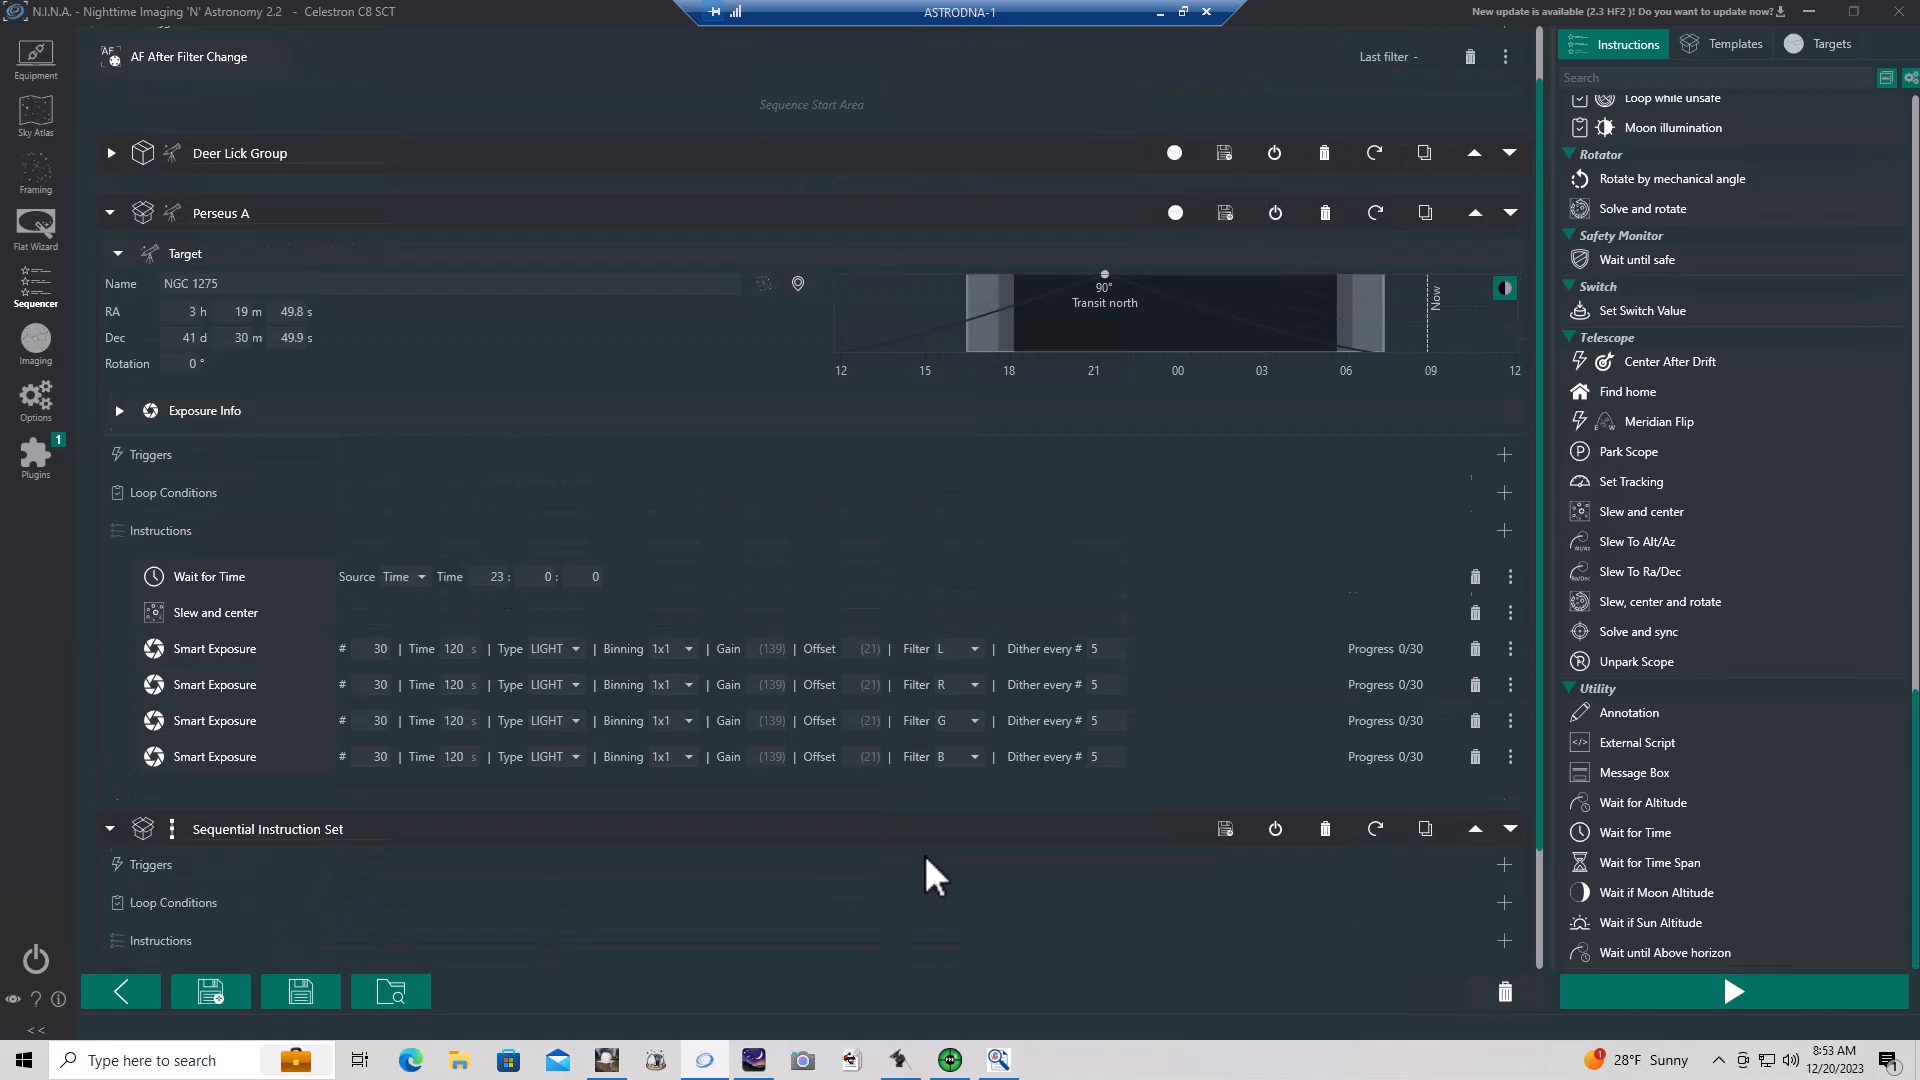 N.I.N.A. - Nighttime Imaging 'N' Astronomy 2.2 - Celestron C8 SCT
ASTRODNA-1
New update is available (2.3 HF2 )! Do you want to update now?
Equipment
Sky Atlas
Framing
Flat Wizard
Sequencer
Imaging
Options
1
Plugins
AF
AF After Filter Change
Last filter -
Sequence Start Area
Deer Lick Group
Perseus A
Target
Name NGC 1275
RA 3 h 19 m 49.8 s
Dec 41 d 30 m 49.9 s
Rotation 0 °
90°
Transit north
Now
12 15 18 21 00 03 06 09 12
Exposure Info
Triggers
Loop Conditions
Instructions
Wait for Time Source Time Time 23 : 0 : 0
Slew and center
Smart Exposure # 30 | Time 120 s | Type LIGHT | Binning 1x1 | Gain (139) | Offset (21) | Filter L | Dither every # 5 Progress 0/30
Smart Exposure # 30 | Time 120 s | Type LIGHT | Binning 1x1 | Gain (139) | Offset (21) | Filter R | Dither every # 5 Progress 0/30
Smart Exposure # 30 | Time 120 s | Type LIGHT | Binning 1x1 | Gain (139) | Offset (21) | Filter G | Dither every # 5 Progress 0/30
Smart Exposure # 30 | Time 120 s | Type LIGHT | Binning 1x1 | Gain (139) | Offset (21) | Filter B | Dither every # 5 Progress 0/30
Sequential Instruction Set
Triggers
Loop Conditions
Instructions
<<
Instructions Templates Targets
Search
Loop while unsafe
Moon illumination
Rotator
Rotate by mechanical angle
Solve and rotate
Safety Monitor
Wait until safe
Switch
Set Switch Value
Telescope
Center After Drift
Find home
Meridian Flip
Park Scope
Set Tracking
Slew and center
Slew To Alt/Az
Slew To Ra/Dec
Slew, center and rotate
Solve and sync
Unpark Scope
Utility
Annotation
External Script
Message Box
Wait for Altitude
Wait for Time
Wait for Time Span
Wait if Moon Altitude
Wait if Sun Altitude
Wait until Above horizon
Type here to search
1
28°F Sunny
8:53 AM
12/20/2023
1